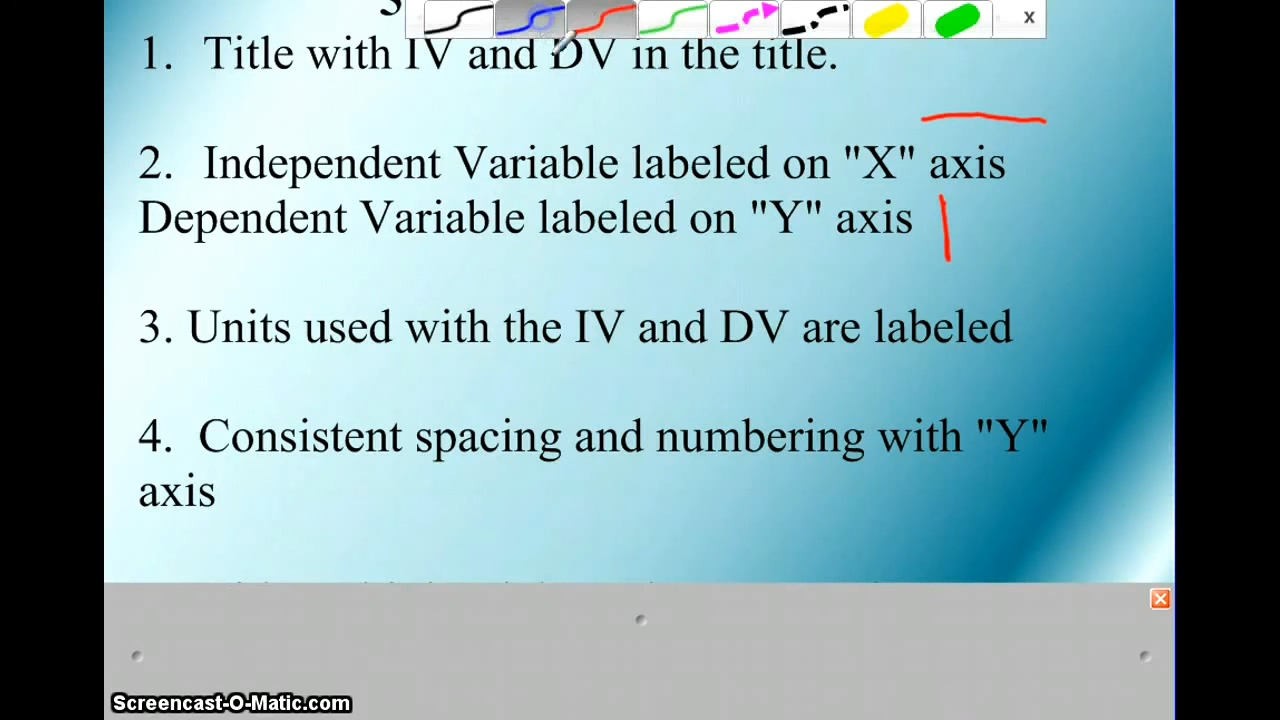 x
1. Title with IV and DV in the title.
2. Independent Variable labeled on "X" axis
Dependent Variable labeled on "Y" axis
3. Units used with the IV and DV are labeled
4. Consistent spacing and numbering with "Y"
axis
Screencast-O-Matic.com